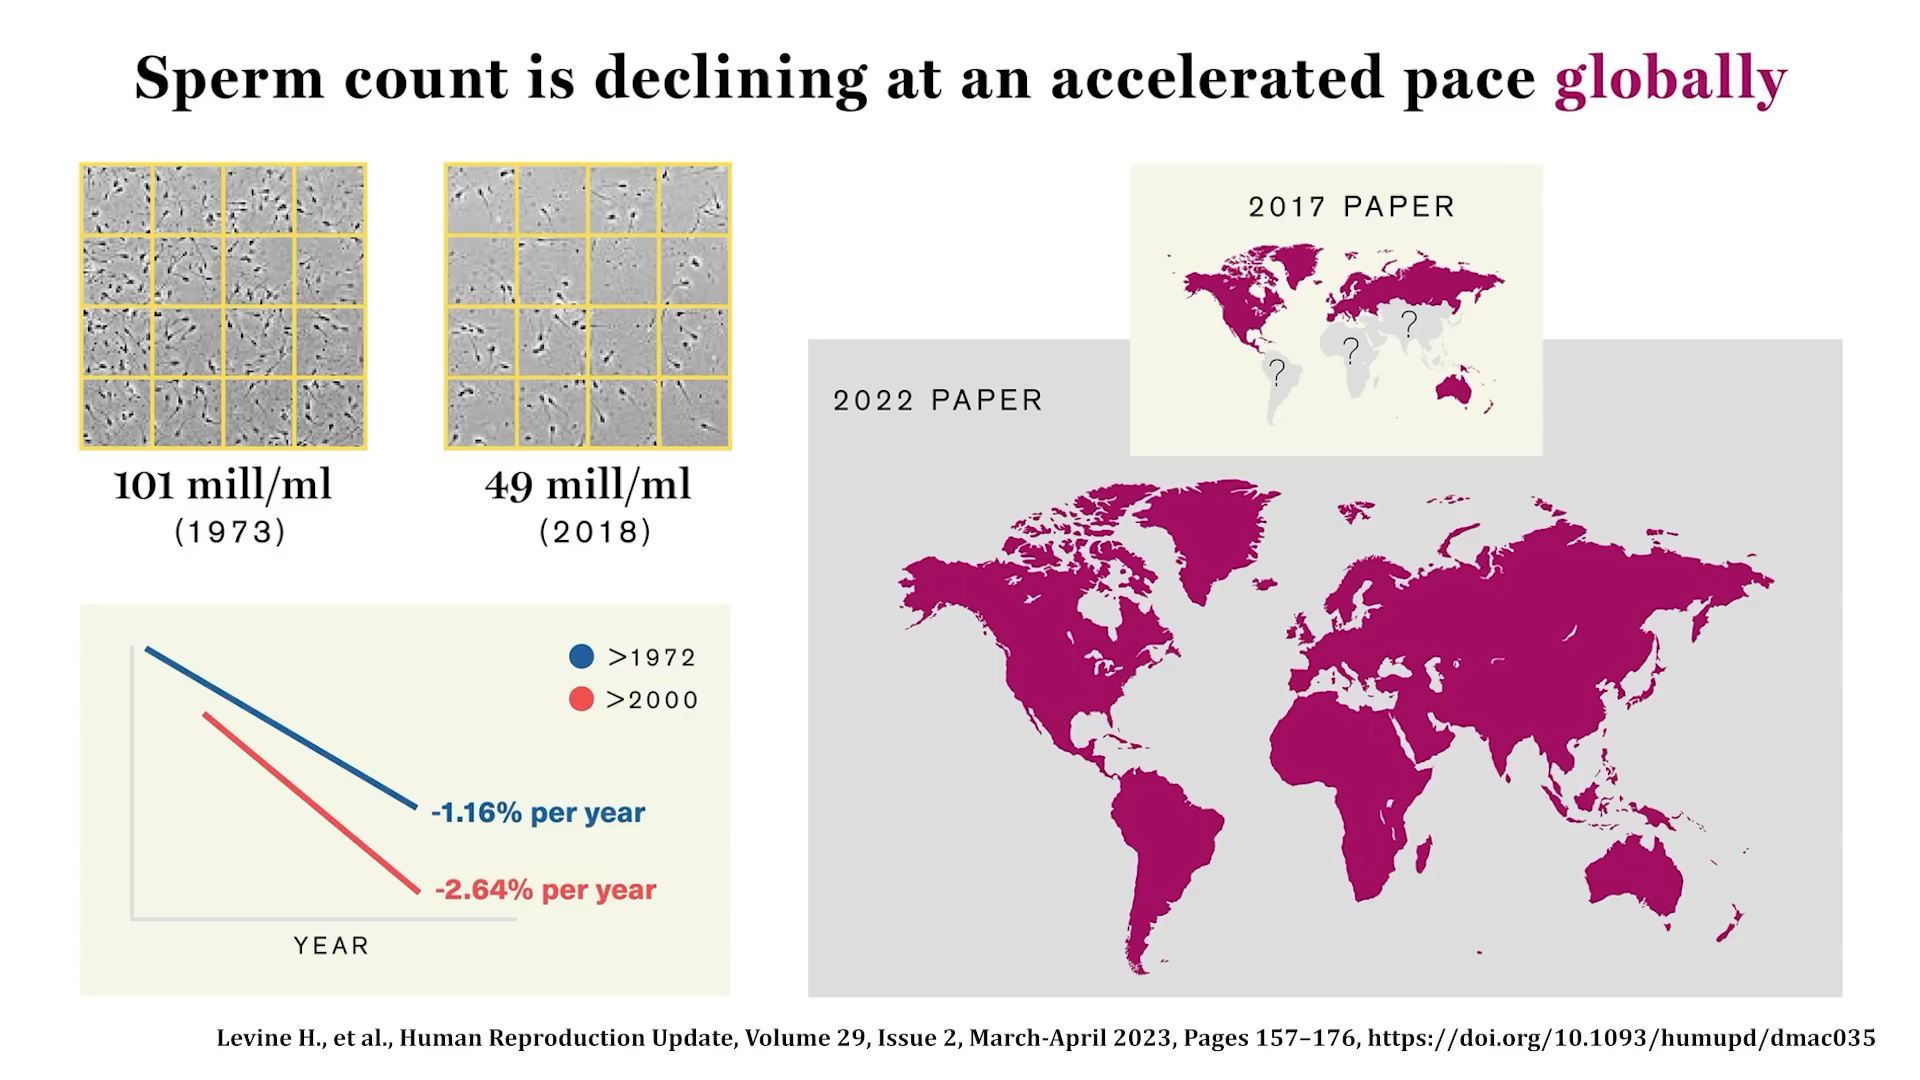 Sperm count is declining at an accelerated pace globally
101 mill/ml
(1973)
49 mill/ml
(2018)
>1972
>2000
-1.16% per year
-2.64% per year
YEAR
2017 PAPER
?
?
?
2022 PAPER
Levine H., et al., Human Reproduction Update, Volume 29, Issue 2, March-April 2023, Pages 157–176, https://doi.org/10.1093/humupd/dmac035